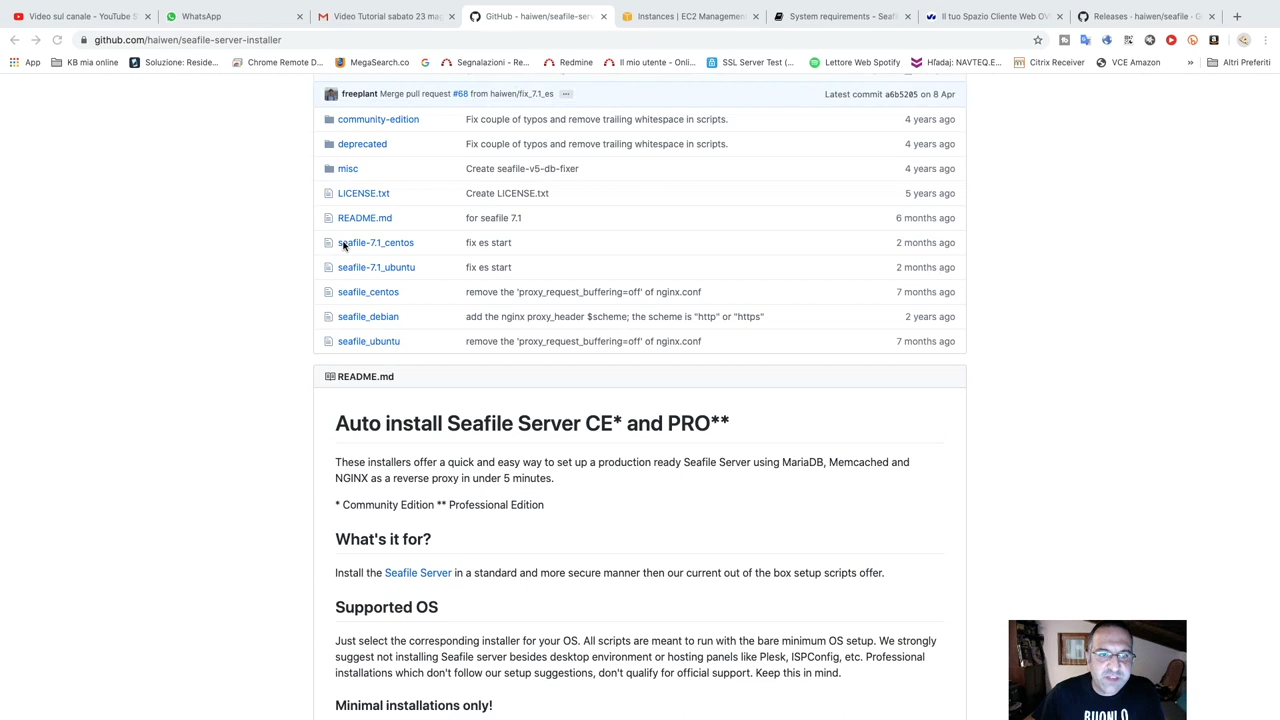 Video sul canale - YouTube S
WhatsApp
Video Tutorial sabato 23 mag
GitHub - haiwen/seafile-serv
Instances | EC2 Management
System requirements - Seafi
Il tuo Spazio Cliente Web OV
Releases · haiwen/seafile · G
github.com/haiwen/seafile-server-installer
App
KB mia online
Soluzione: Reside...
Chrome Remote D...
MegaSearch.co
Segnalazioni - Re...
Redmine
Il mio utente - Onli...
SSL Server Test (...
Lettore Web Spotify
Hfadaj: NAVTEQ.E...
Citrix Receiver
VCE Amazon
»
Altri Preferiti
freeplant Merge pull request #68 from haiwen/fix_7.1_es ... Latest commit a6b5205 on 8 Apr
community-edition Fix couple of typos and remove trailing whitespace in scripts. 4 years ago
deprecated Fix couple of typos and remove trailing whitespace in scripts. 4 years ago
misc Create seafile-v5-db-fixer 4 years ago
LICENSE.txt Create LICENSE.txt 5 years ago
README.md for seafile 7.1 6 months ago
seafile-7.1_centos fix es start 2 months ago
seafile-7.1_ubuntu fix es start 2 months ago
seafile_centos remove the 'proxy_request_buffering=off' of nginx.conf 7 months ago
seafile_debian add the nginx proxy_header $scheme; the scheme is "http" or "https" 2 years ago
seafile_ubuntu remove the 'proxy_request_buffering=off' of nginx.conf 7 months ago
README.md
Auto install Seafile Server CE* and PRO**
These installers offer a quick and easy way to set up a production ready Seafile Server using MariaDB, Memcached and
NGINX as a reverse proxy in under 5 minutes.
* Community Edition ** Professional Edition
What's it for?
Install the Seafile Server in a standard and more secure manner then our current out of the box setup scripts offer.
Supported OS
Just select the corresponding installer for your OS. All scripts are meant to run with the bare minimum OS setup. We strongly
suggest not installing Seafile server besides desktop environment or hosting panels like Plesk, ISPConfig, etc. Professional
installations which don't follow our setup suggestions, don't qualify for official support. Keep this in mind.
Minimal installations only!
BUONLO